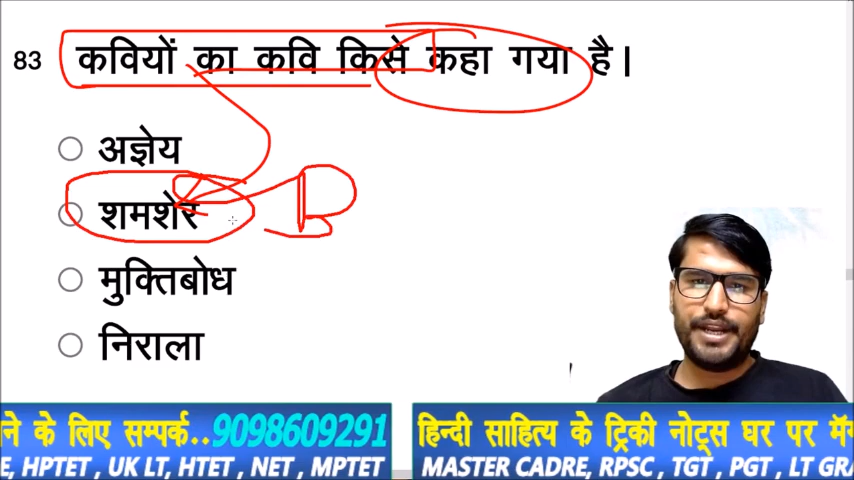 83 कवियों का कवि किसे कहा गया है।
अज्ञेय
शमशेर
B
मुक्तिबोध
निराला
ने के लिए सम्पर्क..9098609291
हिन्दी साहित्य के ट्रिकी नोट्स घर पर मॅ
E, HPTET , UK LT, HTET , NET , MPTET
MASTER CADRE, RPSC , TGT , PGT , LT GRA